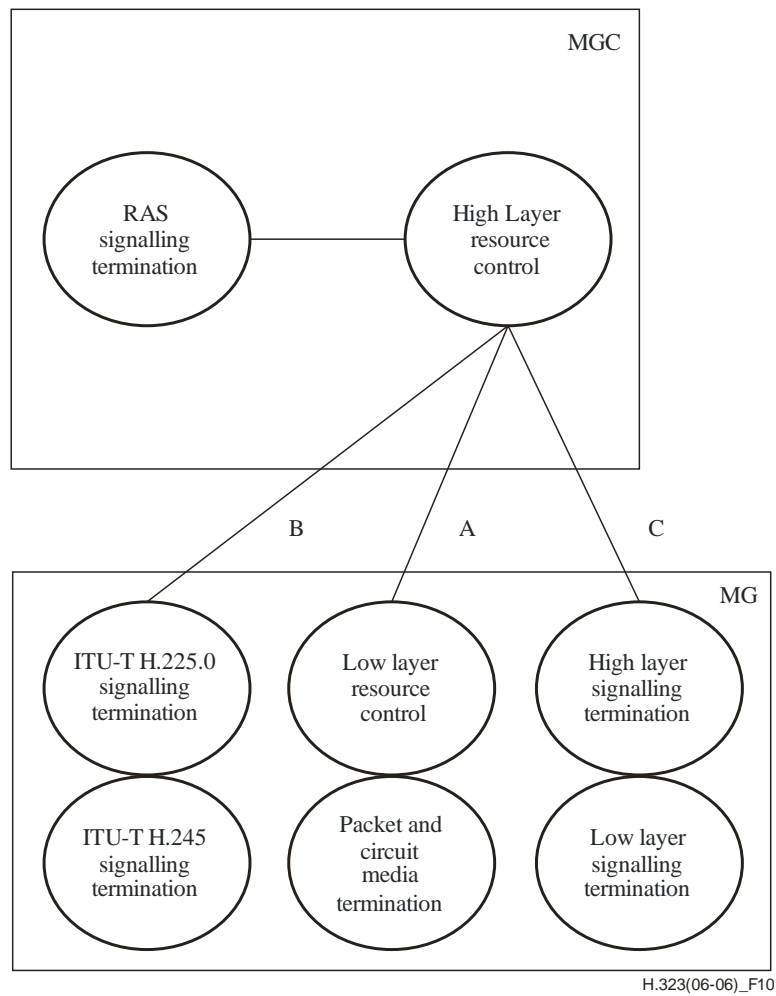 MGC
RAS
signalling
termination
High Layer
resource
control
B
A
C
MG
ITU-T H.225.0
signalling
termination
Low layer
resource
control
High layer
signalling
termination
ITU-T H.245
signalling
termination
Packet and
circuit
media
termination
Low layer
signalling
termination
H.323(06-06)_F10